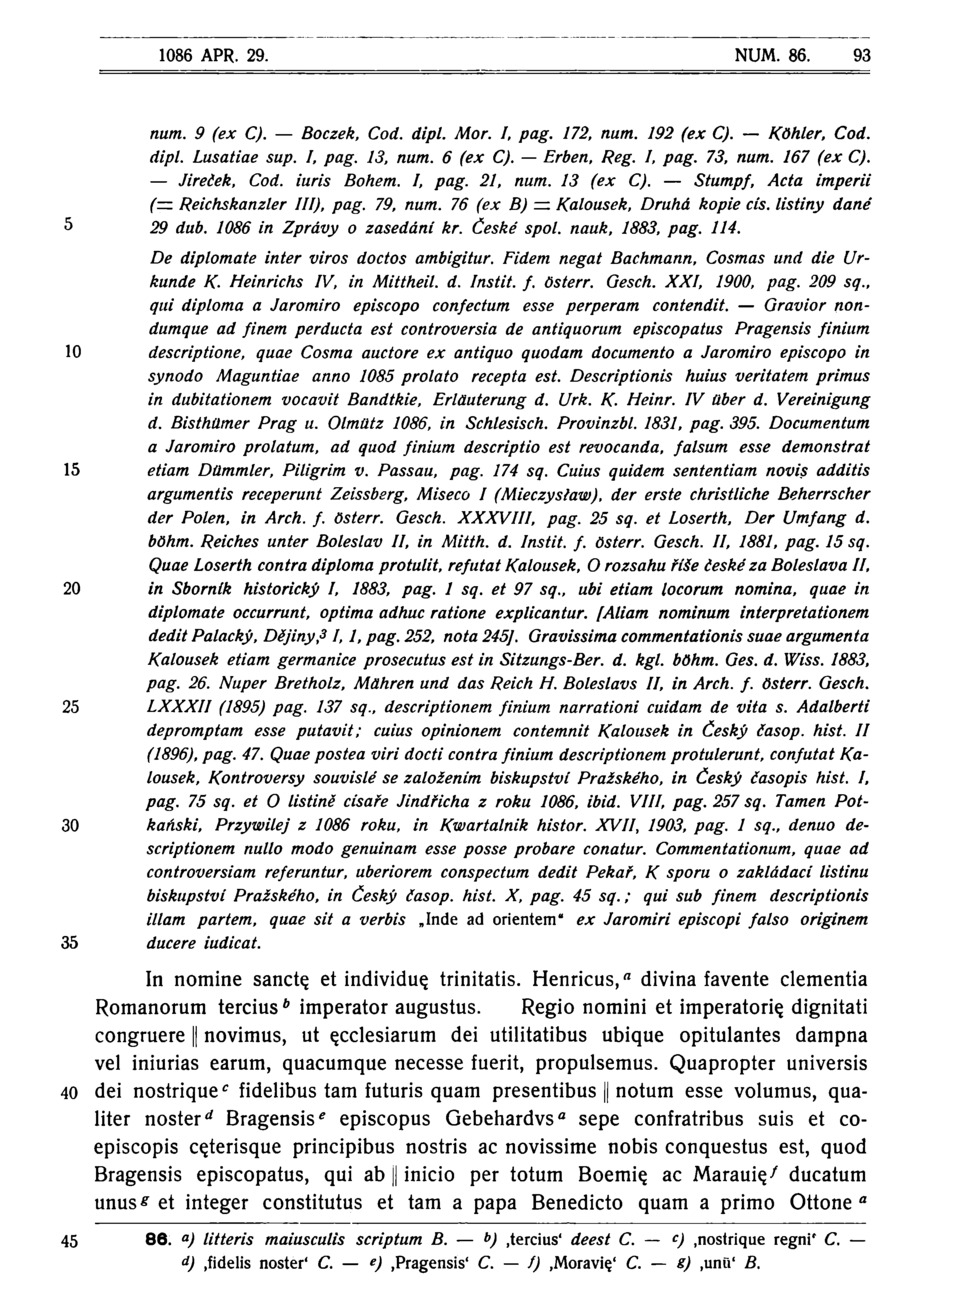 1086 APR. 29. NUM. 86. 93
num. 9 (ex C). — Boczek, Cod. dipl. Mor. I, pag. 172, num. 192 (ex C). — Köhler, Cod.
dipl. Lusatiae sup. I, pag. 13, num. 6 (ex C). — Erben, Reg. I, pag. 73, num. 167 (ex C).
— Jireček, Cod. iuris Bohem. I, pag. 21, num. 13 (ex C). — Stumpf, Acta imperii
(= Reichskanzler III), pag. 79, num. 76 (ex B) = Kalousek, Druhá kopie cís. listiny dané
5 29 dub. 1086 in Zprávy o zasedání kr. České spol. nauk, 1883, pag. 114.
De diplomate inter viros doctos ambigitur. Fidem negat Bachmann, Cosmas und die Ur-
kunde K. Heinrichs IV, in Mittheil. d. Instit. f. österr. Gesch. XXI, 1900, pag. 209 sq.,
qui diploma a Jaromiro episcopo confectum esse perperam contendit. — Gravior non-
dumque ad finem perducta est controversia de antiquorum episcopatus Pragensis finium
10 descriptione, quae Cosma auctore ex antiquo quodam documento a Jaromiro episcopo in
synodo Maguntiae anno 1085 prolato recepta est. Descriptionis huius veritatem primus
in dubitationem vocavit Bandtkie, Erläuterung d. Urk. K. Heinr. IV über d. Vereinigung
d. Bisthümer Prag u. Olmütz 1086, in Schlesisch. Provinzbl. 1831, pag. 395. Documentum
a Jaromiro prolatum, ad quod finium descriptio est revocanda, falsum esse demonstrat
15 etiam Dümmler, Piligrim v. Passau, pag. 174 sq. Cuius quidem sententiam novis additis
argumentis receperunt Zeissberg, Miseco I (Mieczysław), der erste christliche Beherrscher
der Polen, in Arch. f. österr. Gesch. XXXVIII, pag. 25 sq. et Loserth, Der Umfang d.
böhm. Reiches unter Boleslav II, in Mitth. d. Instit. f. österr. Gesch. II, 1881, pag. 15 sq.
Quae Loserth contra diploma protulit, refutat Kalousek, O rozsahu říše české za Boleslava II,
20 in Sborník historický I, 1883, pag. 1 sq. et 97 sq., ubi etiam locorum nomina, quae in
diplomate occurrunt, optima adhuc ratione explicantur. [Aliam nominum interpretationem
dedit Palacký, Dějiny,³ I, 1, pag. 252, nota 245]. Gravissima commentationis suae argumenta
Kalousek etiam germanice prosecutus est in Sitzungs-Ber. d. kgl. böhm. Ges. d. Wiss. 1883,
pag. 26. Nuper Bretholz, Mähren und das Reich H. Boleslavs II, in Arch. f. österr. Gesch.
25 LXXXII (1895) pag. 137 sq., descriptionem finium narrationi cuidam de vita s. Adalberti
depromptam esse putavit; cuius opinionem contemnit Kalousek in Český časop. hist. II
(1896), pag. 47. Quae postea viri docti contra finium descriptionem protulerunt, confutat Ka-
lousek, Kontroversy souvislé se založením biskupství Pražského, in Český časopis hist. I,
pag. 75 sq. et O listině císaře Jindřicha z roku 1086, ibid. VIII, pag. 257 sq. Tamen Pot-
30 kański, Przywilej z 1086 roku, in Kwartalnik histor. XVII, 1903, pag. 1 sq., denuo de-
scriptionem nullo modo genuinam esse posse probare conatur. Commentationum, quae ad
controversiam referuntur, uberiorem conspectum dedit Pekař, K sporu o zakládací listinu
biskupství Pražského, in Český časop. hist. X, pag. 45 sq.; qui sub finem descriptionis
illam partem, quae sit a verbis „Inde ad orientem“ ex Jaromiri episcopi falso originem
35 ducere iudicat.
In nomine sanctę et individuę trinitatis. Henricus,ᵃ divina favente clementia
Romanorum terciusᵇ imperator augustus. Regio nomini et imperatorię dignitati
congruere || novimus, ut ęcclesiarum dei utilitatibus ubique opitulantes dampna
vel iniurias earum, quacumque necesse fuerit, propulsemus. Quapropter universis
40 dei nostriqueᶜ fidelibus tam futuris quam presentibus || notum esse volumus, qua-
liter nosterᵈ Bragensisᵉ episcopus Gebehardvsᵃ sepe confratribus suis et co-
episcopis cęterisque principibus nostris ac novissime nobis conquestus est, quod
Bragensis episcopatus, qui ab || inicio per totum Boemię ac Marauięᶠ ducatum
unusᵍ et integer constitutus et tam a papa Benedicto quam a primo Ottoneᵃ
45 86. a) litteris maiusculis scriptum B. — b) ‚tercius‘ deest C. — c) ‚nostrique regni‘ C. —
d) ‚fidelis noster‘ C. — e) ‚Pragensis‘ C. — f) ‚Moravię‘ C. — g) ‚unū‘ B.